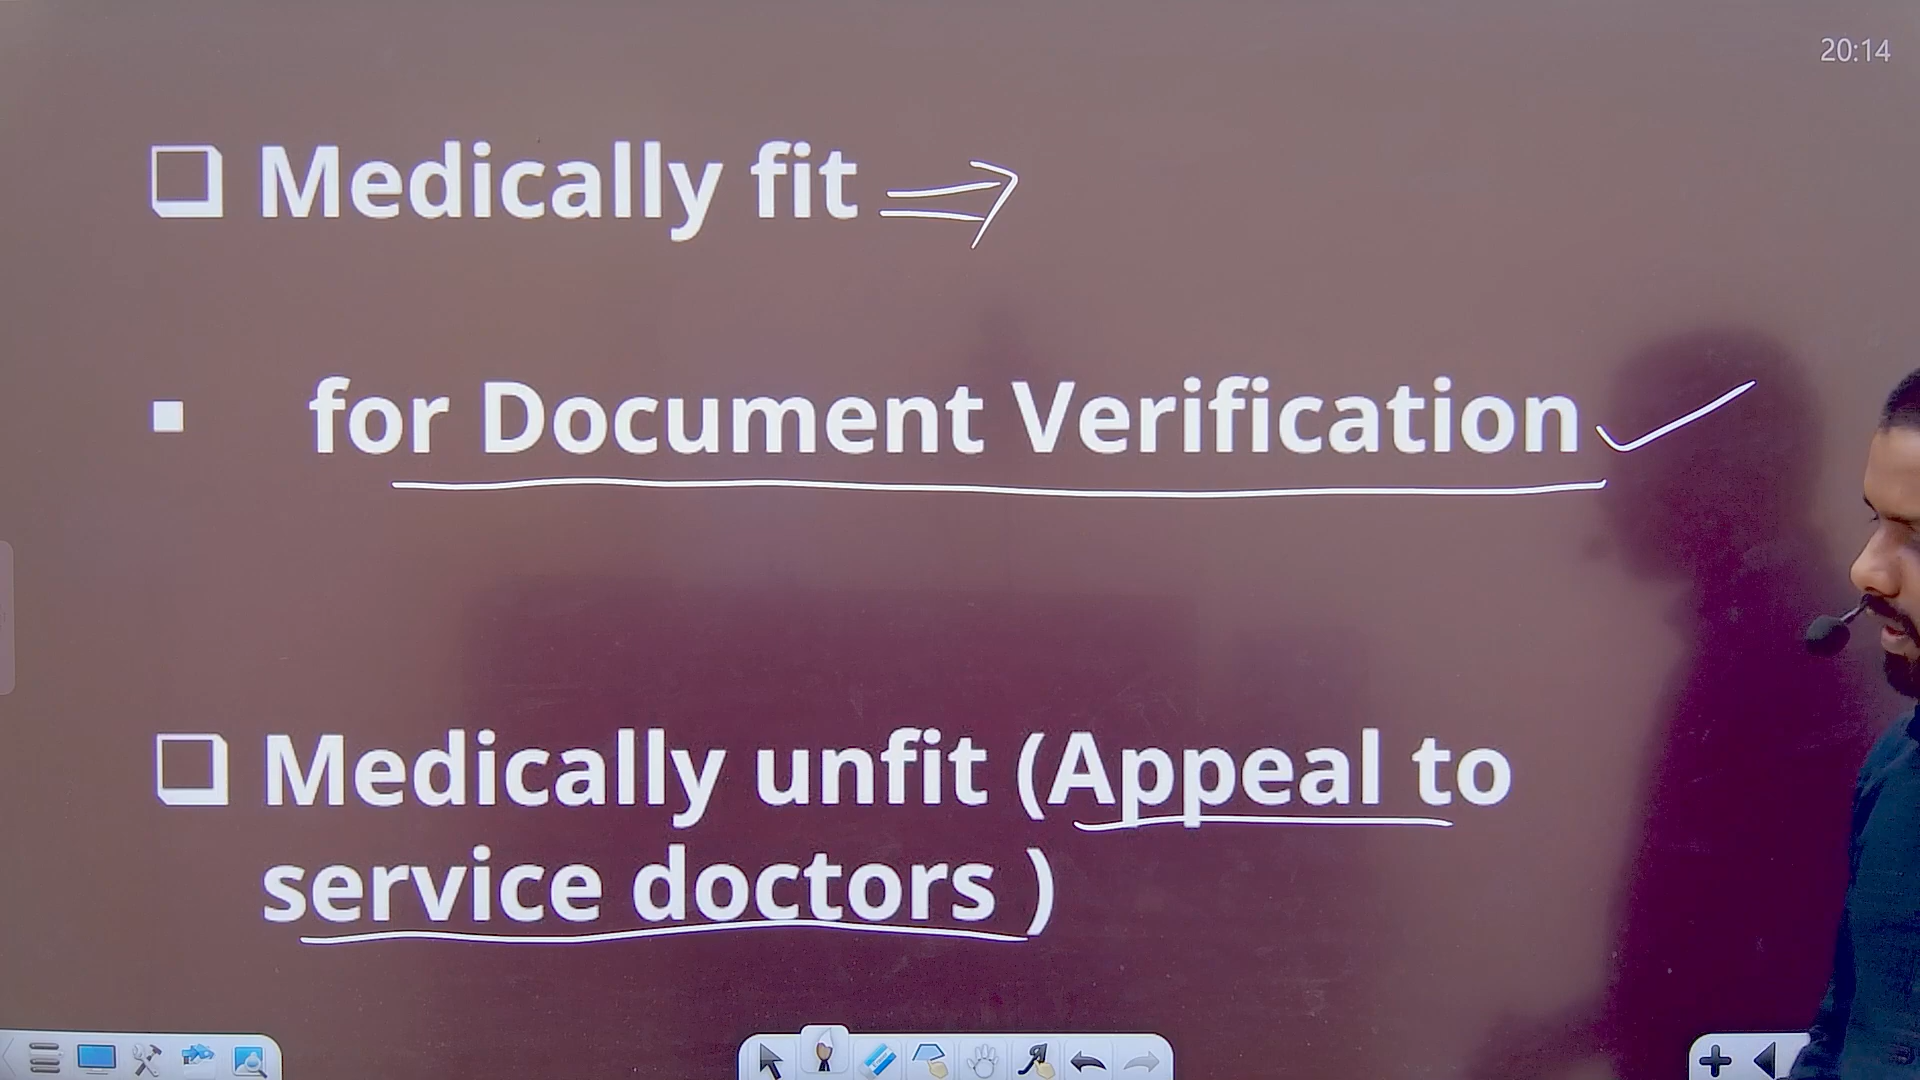 20:14
❑ Medically fit ⇒
▪ for Document Verification ✓
❑ Medically unfit (Appeal to
service doctors )